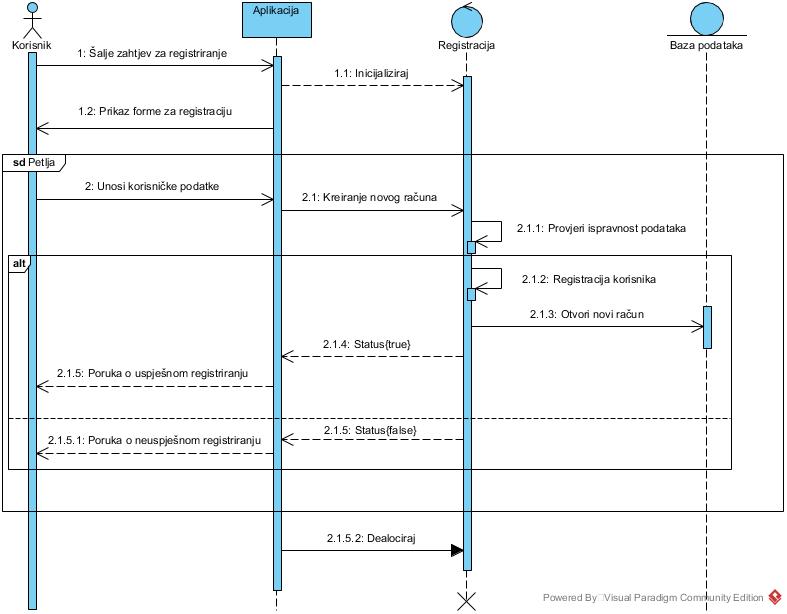 Aplikacija
Korisnik
Registracija
Baza podataka
1: Šalje zahtjev za registriranje
1.1: Inicijaliziraj
1.2: Prikaz forme za registraciju
sd Petlja
2: Unosi korisničke podatke
2.1: Kreiranje novog računa
2.1.1: Provjeri ispravnost podataka
alt
2.1.2: Registracija korisnika
2.1.3: Otvori novi račun
2.1.4: Status{true}
2.1.5: Poruka o uspješnom registriranju
2.1.5: Status{false}
2.1.5.1: Poruka o neuspješnom registriranju
2.1.5.2: Dealociraj
Powered By Visual Paradigm Community Edition